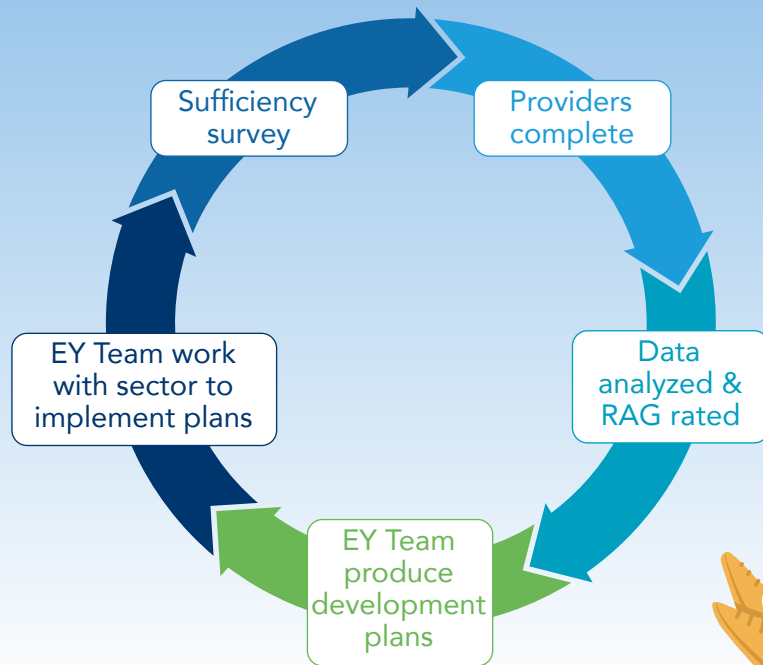 Sufficiency
survey
Providers
complete
Data
analyzed &
RAG rated
EY Team
produce
development
plans
EY Team work
with sector to
implement plans